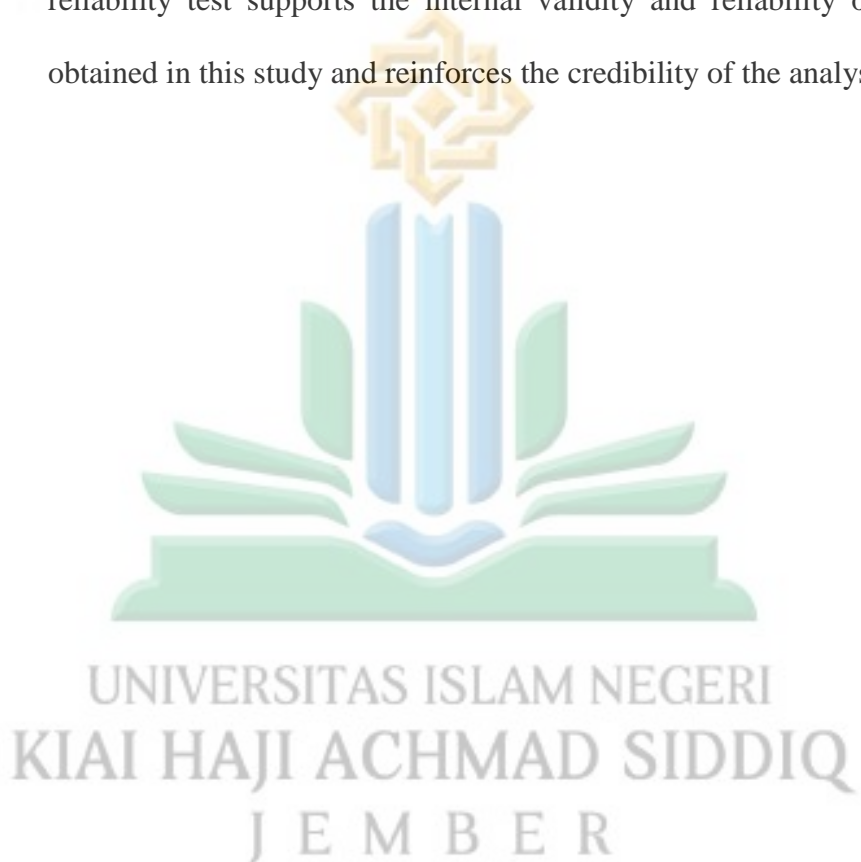 reliability test supports the internal validity and reliability
obtained in this study and reinforces the credibility of the
UNIVERSITAS ISLAM NEGERI
KIAI HAJI ACHMAD SIDDIQ
JEMBER